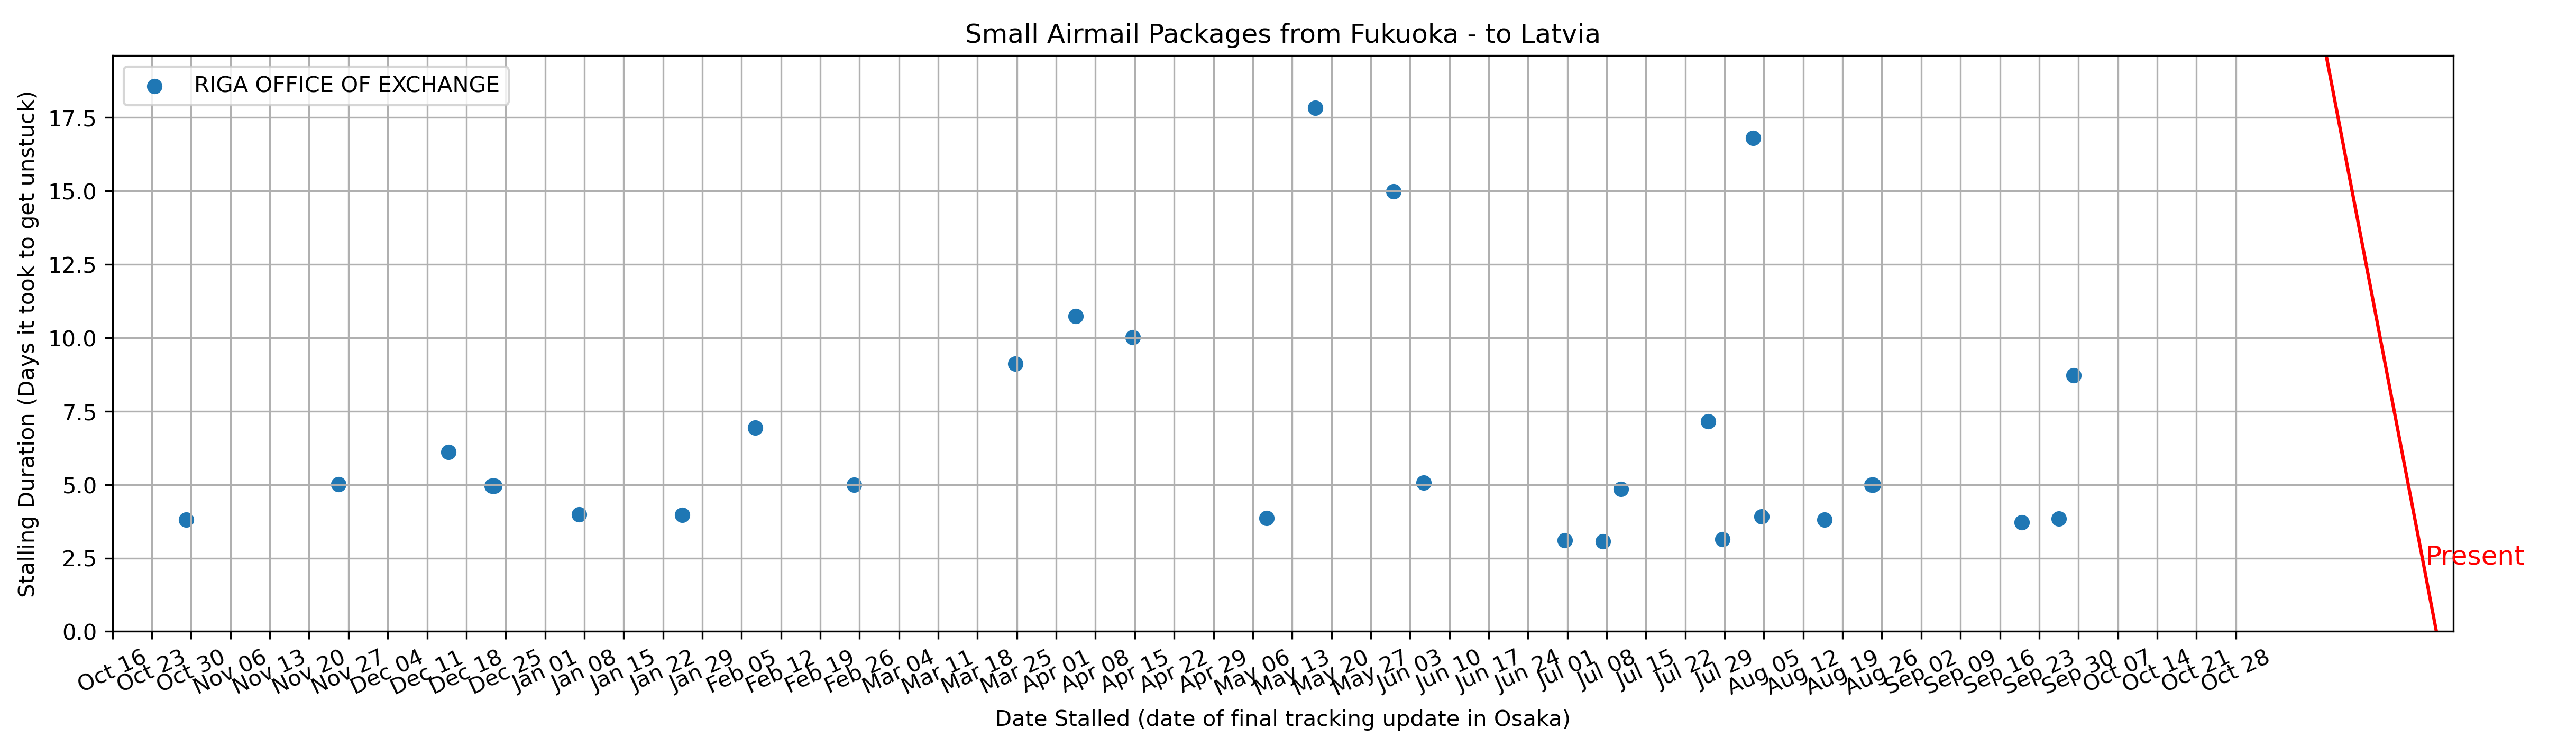 Small Airmail Packages from Fukuoka - to Latvia
RIGA OFFICE OF EXCHANGE
Stalling Duration (Days it took to get unstuck)
17.5
15.0
12.5
10.0
7.5
5.0
2.5
0.0
Present
Oct 16
Oct 23
Oct 30
Nov 06
Nov 13
Nov 20
Nov 27
Dec 04
Dec 11
Dec 18
Dec 25
Jan 01
Jan 08
Jan 15
Jan 22
Jan 29
Feb 05
Feb 12
Feb 19
Feb 26
Mar 04
Mar 11
Mar 18
Mar 25
Apr 01
Apr 08
Apr 15
Apr 22
Apr 29
May 06
May 13
May 20
May 27
Jun 03
Jun 10
Jun 17
Jun 24
Jul 01
Jul 08
Jul 15
Jul 22
Jul 29
Aug 05
Aug 12
Aug 19
Aug 26
Sep 02
Sep 09
Sep 16
Sep 23
Sep 30
Oct 07
Oct 14
Oct 21
Oct 28
Date Stalled (date of final tracking update in Osaka)